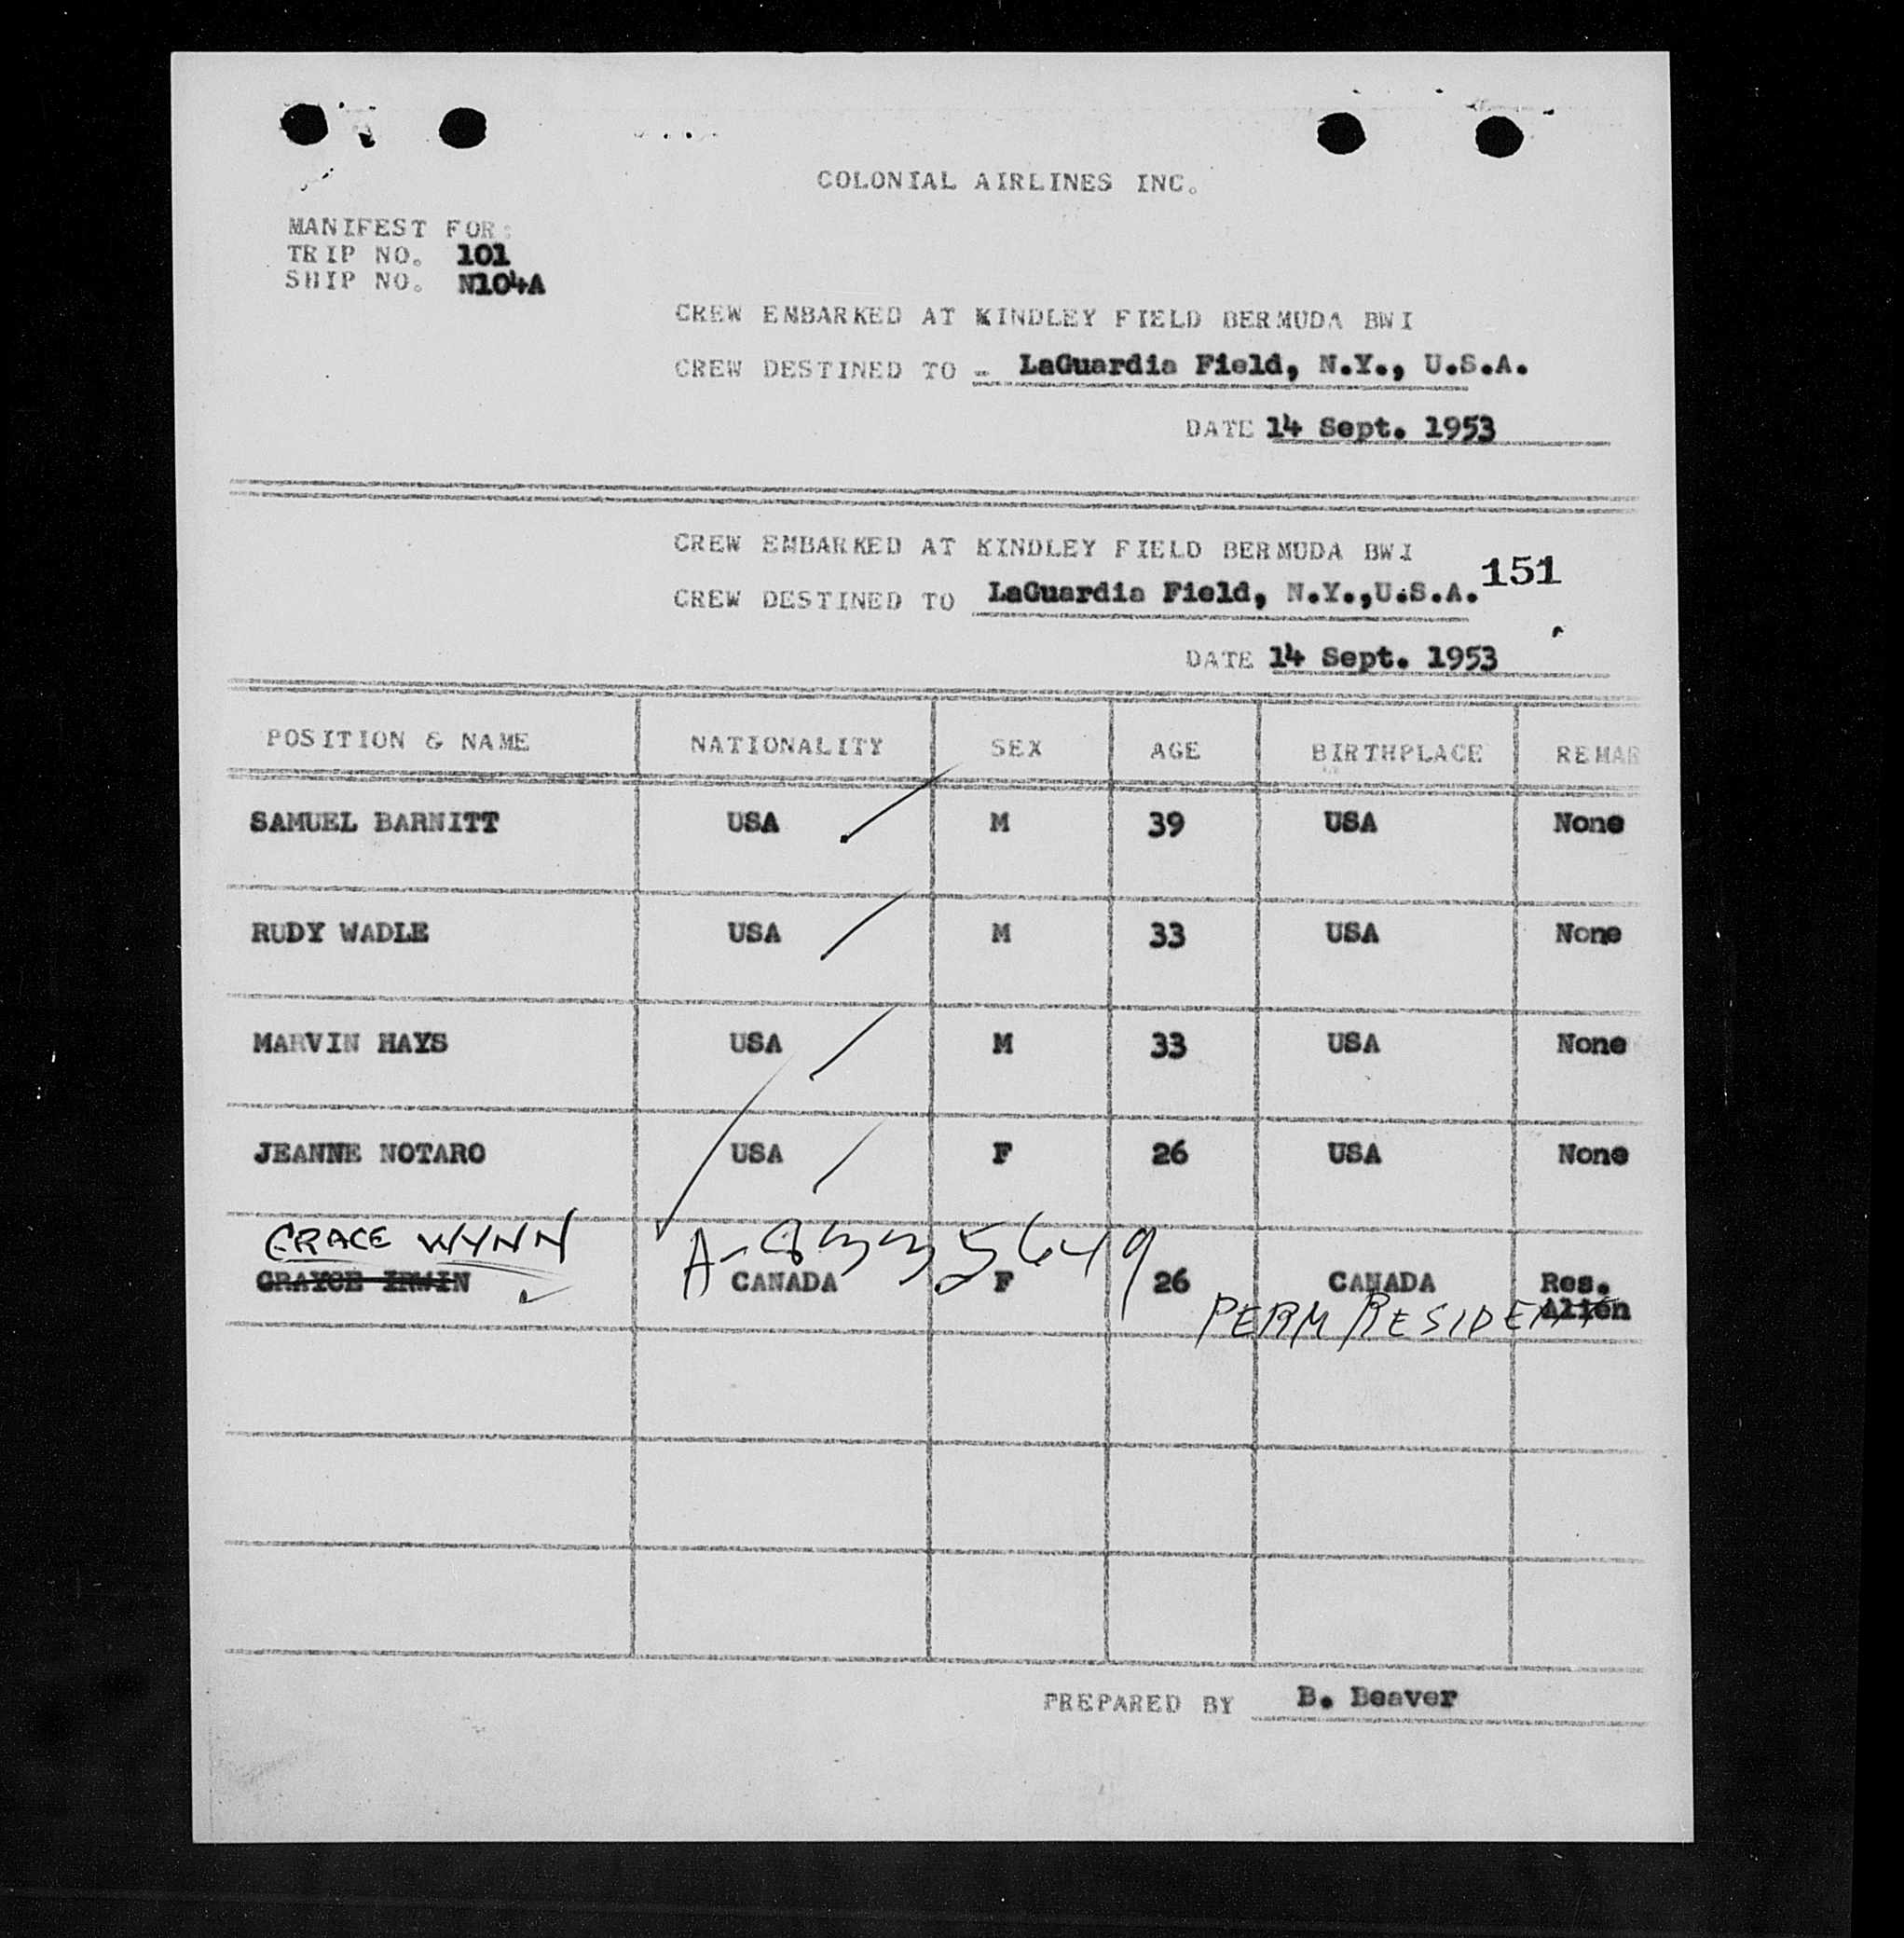 COLONIAL AIRLINES INC.
MANIFEST FOR:
TRIP NO. 101
SHIP NO. N104A
CREW EMBARKED AT KINDLEY FIELD BERMUDA BWI
CREW DESTINED TO - LaGuardia Field, N.Y., U.S.A.
DATE 14 Sept. 1953
CREW EMBARKED AT KINDLEY FIELD BERMUDA BWI
151
CREW DESTINED TO LaGuardia Field, N.Y.,U.S.A.
DATE 14 Sept. 1953
POSITION & NAME NATIONALITY SEX AGE BIRTHPLACE REMAR
SAMUEL BARNITT USA M 39 USA None
RUDY WADLE USA M 33 USA None
MARVIN HAYS USA M 33 USA None
JEANNE NOTARO USA F 26 USA None
GRACE WYNN A-8335649
GRAYCE IRWIN CANADA F 26 CANADA Res.
Alien
PERM RESIDENT
PREPARED BY B. Beaver